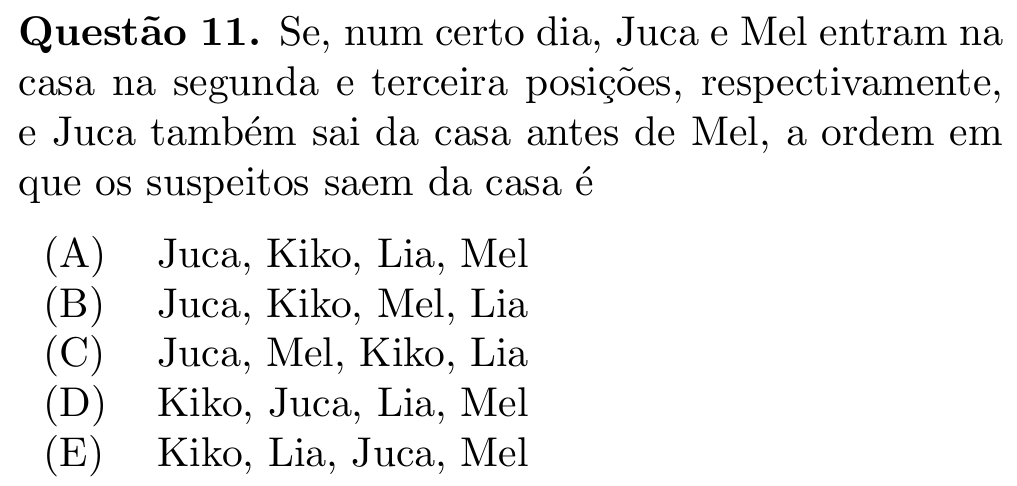 Questão 11. Se, num certo dia, Juca e Mel entram na
casa na segunda e terceira posições, respectivamente,
e Juca também sai da casa antes de Mel, a ordem em
que os suspeitos saem da casa é
(A) Juca, Kiko, Lia, Mel
(B) Juca, Kiko, Mel, Lia
(C) Juca, Mel, Kiko, Lia
(D) Kiko, Juca, Lia, Mel
(E) Kiko, Lia, Juca, Mel